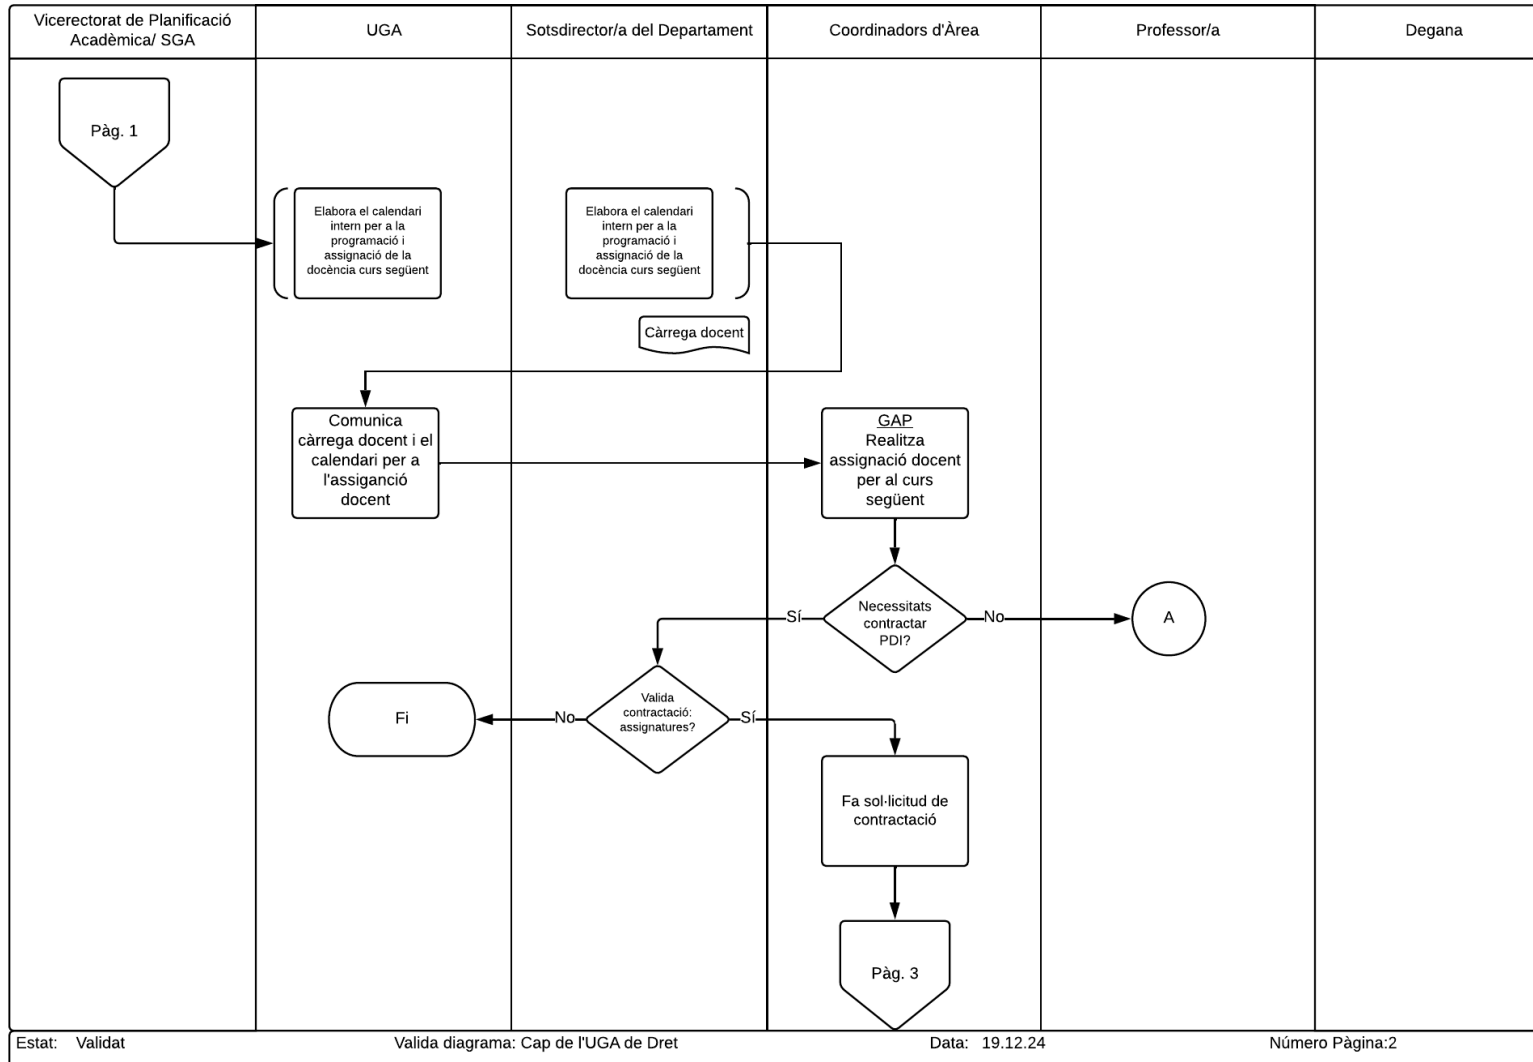 Vicerectorat de Planificació
Acadèmica/ SGA
UGA
Sotsdirector/a del Departament
Coordinadors d'Àrea
Professor/a
Degana
Pàg. 1
Elabora el calendari
intern per a la
programació i
assignació de la
docència curs següent
Elabora el calendari
intern per a la
programació i
assignació de la
docència curs següent
Càrrega docent
Comunica
càrrega docent i el
calendari per a
l'assiganció
docent
GAP
Realitza
assignació docent
per al curs
següent
Necessitats
contractar
PDI?
Sí
No
A
Valida
contractació:
assignatures?
No
Sí
Fi
Fa sol·licitud de
contractació
Pàg. 3
Estat: Validat
Valida diagrama: Cap de l'UGA de Dret
Data: 19.12.24
Número Pàgina:2